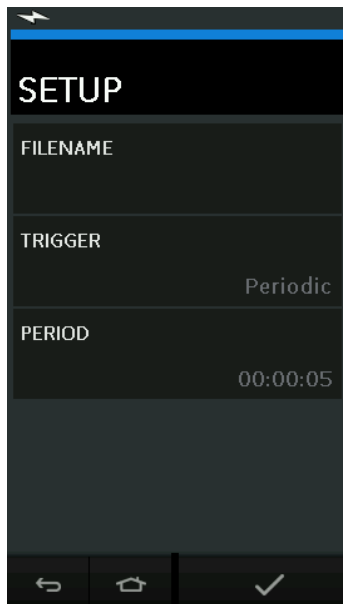 SETUP
FILENAME
TRIGGER
Periodic
PERIOD
00:00:05